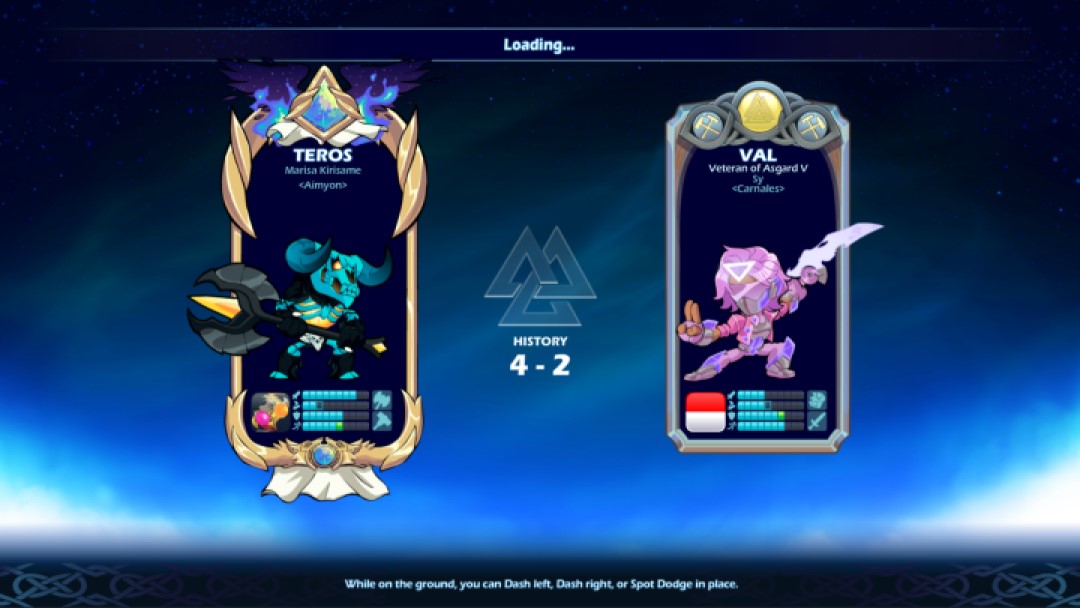 Loading...
TEROS
Marisa Kirisame
<Aimyon>
VAL
Veteran of Asgard V
Sy
<Carnales>
HISTORY
4 - 2
While on the ground, you can Dash left, Dash right, or Spot Dodge in place.